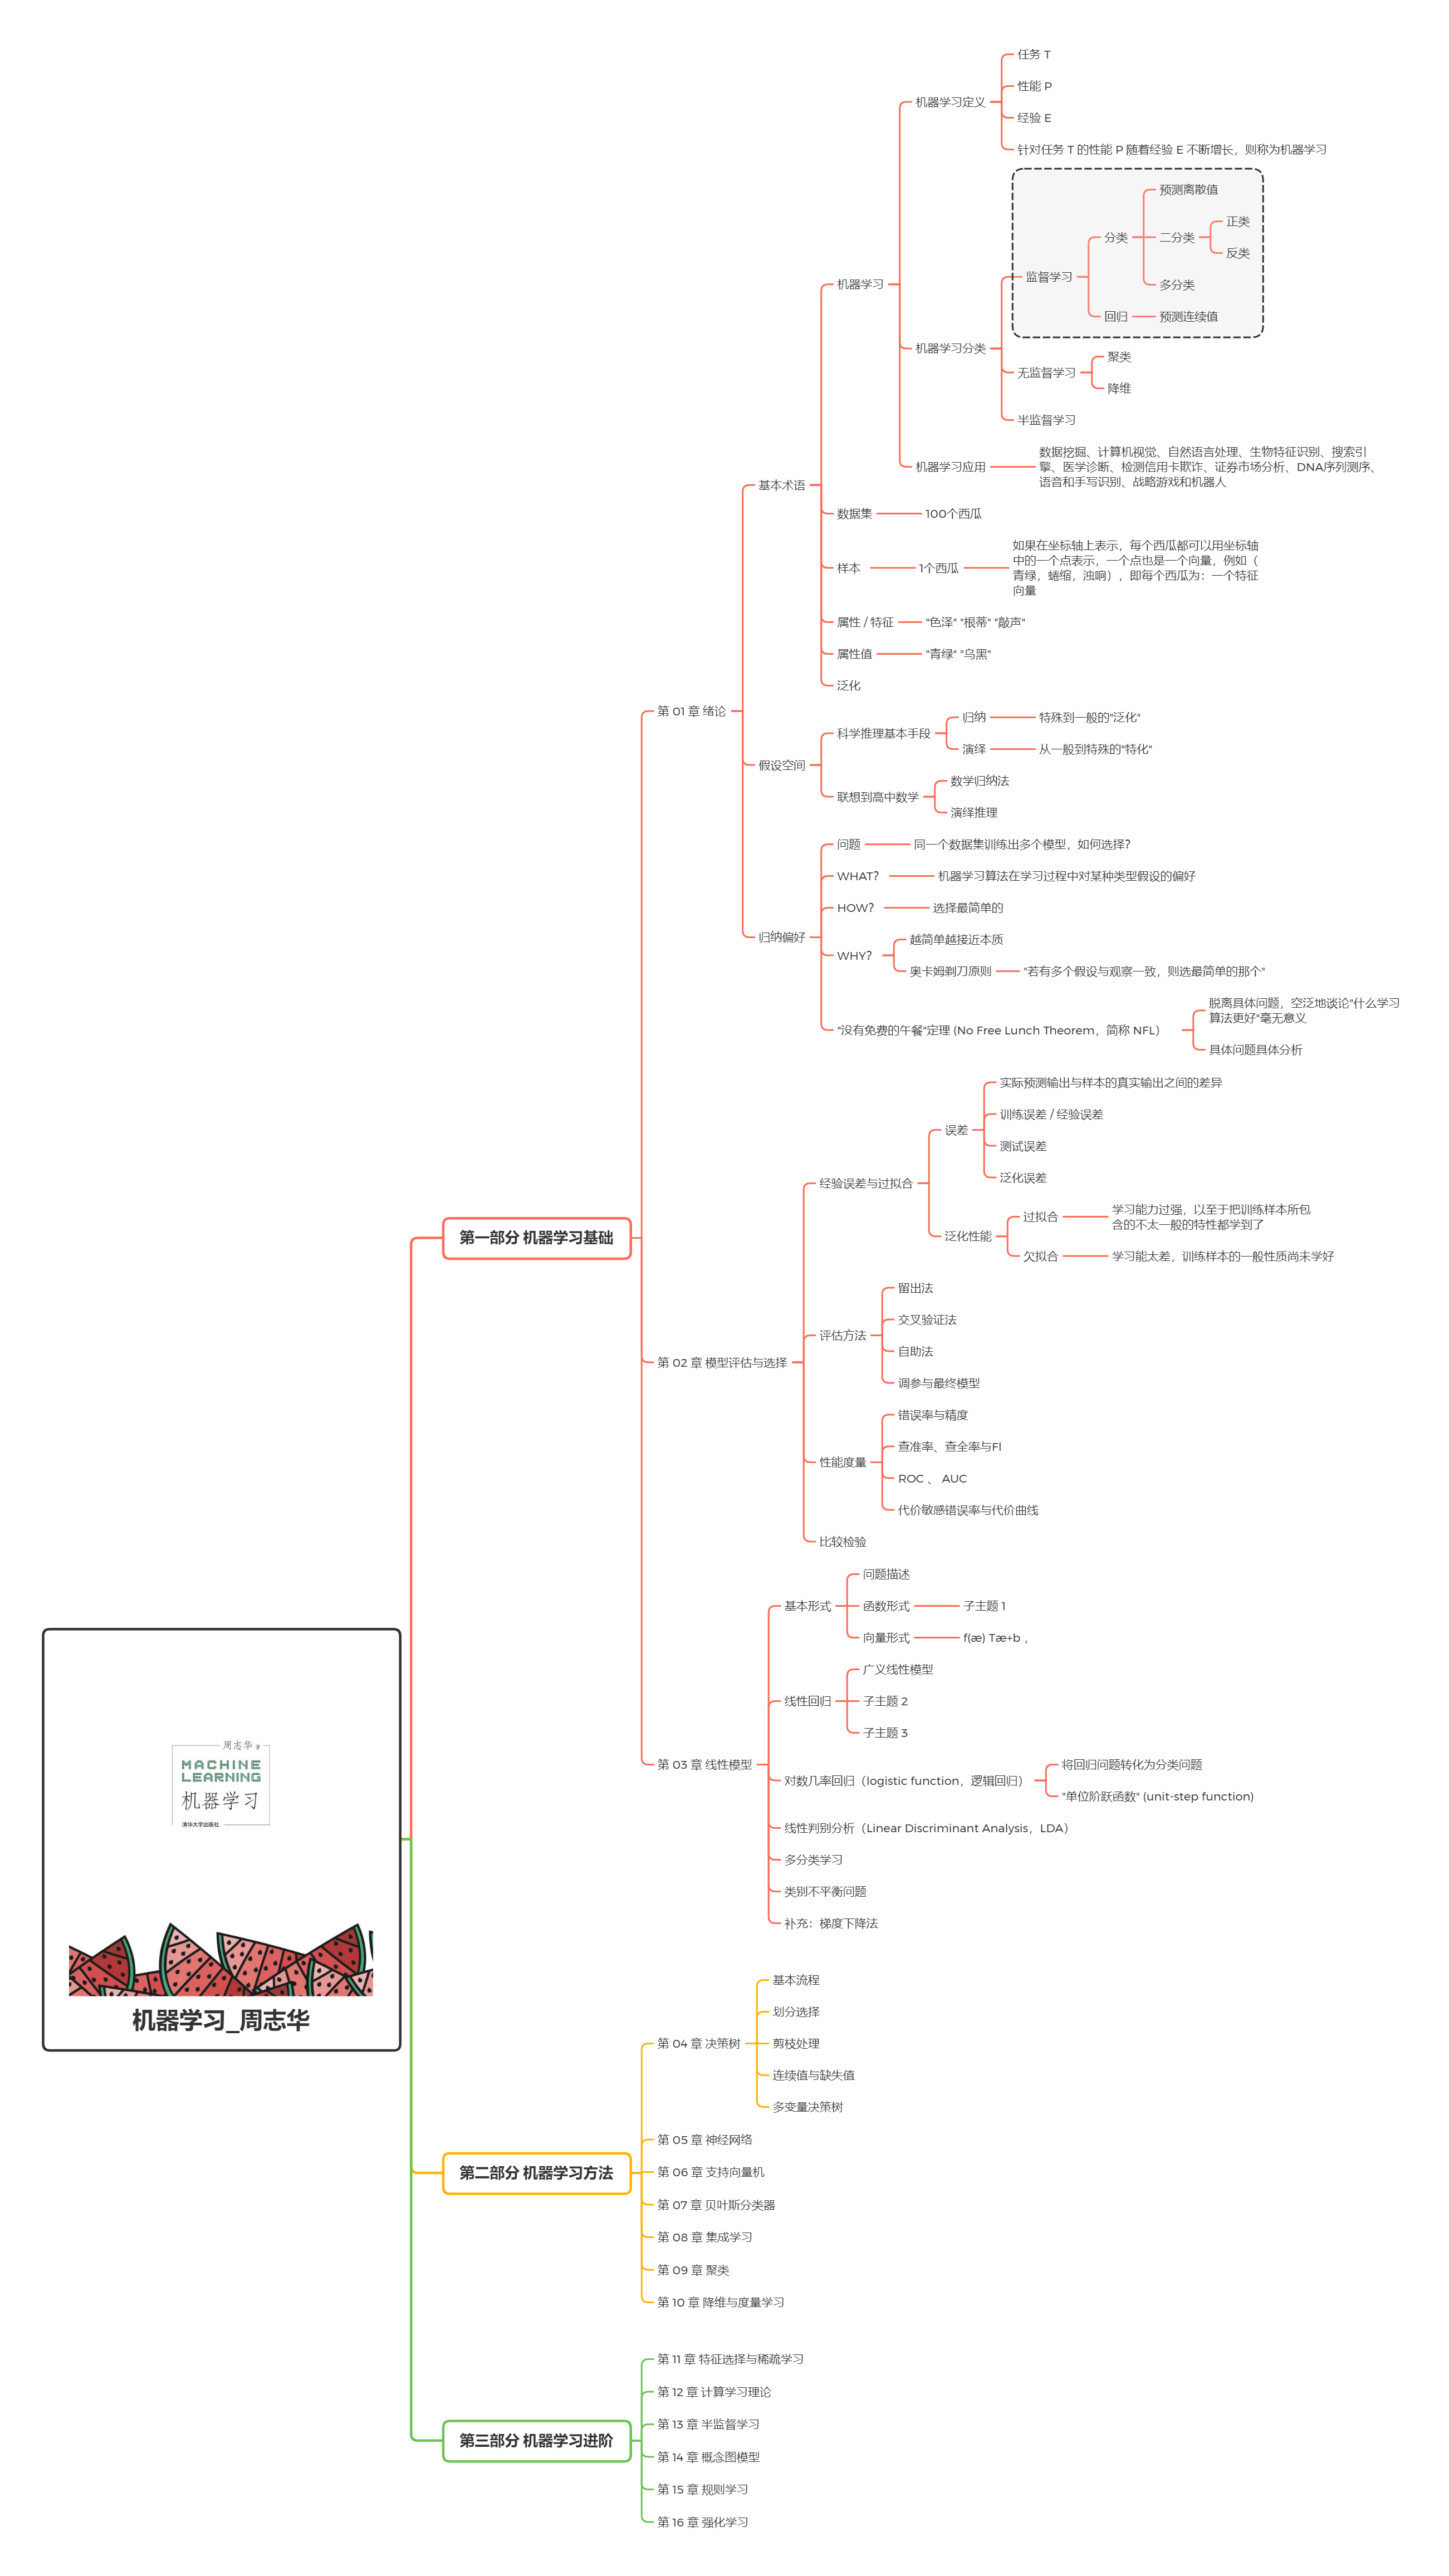 任务 T
性能 P
机器学习定义
经验 E
针对任务 T 的性能 P 随着经验 E 不断增长，则称为机器学习
预测离散值
正类
分类
二分类
反类
监督学习
机器学习
多分类
回归
预测连续值
机器学习分类
聚类
无监督学习
降维
半监督学习
数据挖掘、计算机视觉、自然语言处理、生物特征识别、搜索引
机器学习应用
擎、医学诊断、检测信用卡欺诈、证券市场分析、DNA序列测序、
语音和手写识别、战略游戏和机器人
基本术语
数据集
100个西瓜
如果在坐标轴上表示，每个西瓜都可以用坐标轴
中的一个点表示，一个点也是一个向量，例如（
样本
1个西瓜
青绿，蜷缩，浊响），即每个西瓜为：一个特征
向量
属性 / 特征
"色泽" "根蒂" "敲声"
属性值
"青绿" "乌黑"
泛化
第 01 章 绪论
归纳
特殊到一般的"泛化"
科学推理基本手段
演绎
从一般到特殊的"特化"
假设空间
数学归纳法
联想到高中数学
演绎推理
问题
同一个数据集训练出多个模型，如何选择？
WHAT？
机器学习算法在学习过程中对某种类型假设的偏好
HOW？
选择最简单的
归纳偏好
越简单越接近本质
WHY？
奥卡姆剃刀原则
"若有多个假设与观察一致，则选最简单的那个"
脱离具体问题，空泛地谈论"什么学习
算法更好"毫无意义
"没有免费的午餐"定理 (No Free Lunch Theorem，简称 NFL）
具体问题具体分析
实际预测输出与样本的真实输出之间的差异
训练误差 / 经验误差
误差
测试误差
泛化误差
经验误差与过拟合
学习能力过强，以至于把训练样本所包
过拟合
含的不太一般的特性都学到了
泛化性能
欠拟合
学习能太差，训练样本的一般性质尚未学好
第一部分 机器学习基础
留出法
交叉验证法
评估方法
自助法
第 02 章 模型评估与选择
调参与最终模型
错误率与精度
查准率、查全率与Fl
性能度量
ROC 、 AUC
代价敏感错误率与代价曲线
比较检验
问题描述
基本形式
函数形式
子主题 1
向量形式
f(æ) Tæ+b ，
广义线性模型
线性回归
子主题 2
子主题 3
第 03 章 线性模型
将回归问题转化为分类问题
对数几率回归（logistic function，逻辑回归）
"单位阶跃函数" (unit-step function)
线性判别分析（Linear Discriminant Analysis，LDA）
多分类学习
类别不平衡问题
补充：梯度下降法
周志华 著
MACHINE
LEARNING
机器学习
清华大学出版社
机器学习_周志华
基本流程
划分选择
第 04 章 决策树
剪枝处理
连续值与缺失值
多变量决策树
第 05 章 神经网络
第二部分 机器学习方法
第 06 章 支持向量机
第 07 章 贝叶斯分类器
第 08 章 集成学习
第 09 章 聚类
第 10 章 降维与度量学习
第 11 章 特征选择与稀疏学习
第 12 章 计算学习理论
第 13 章 半监督学习
第三部分 机器学习进阶
第 14 章 概念图模型
第 15 章 规则学习
第 16 章 强化学习